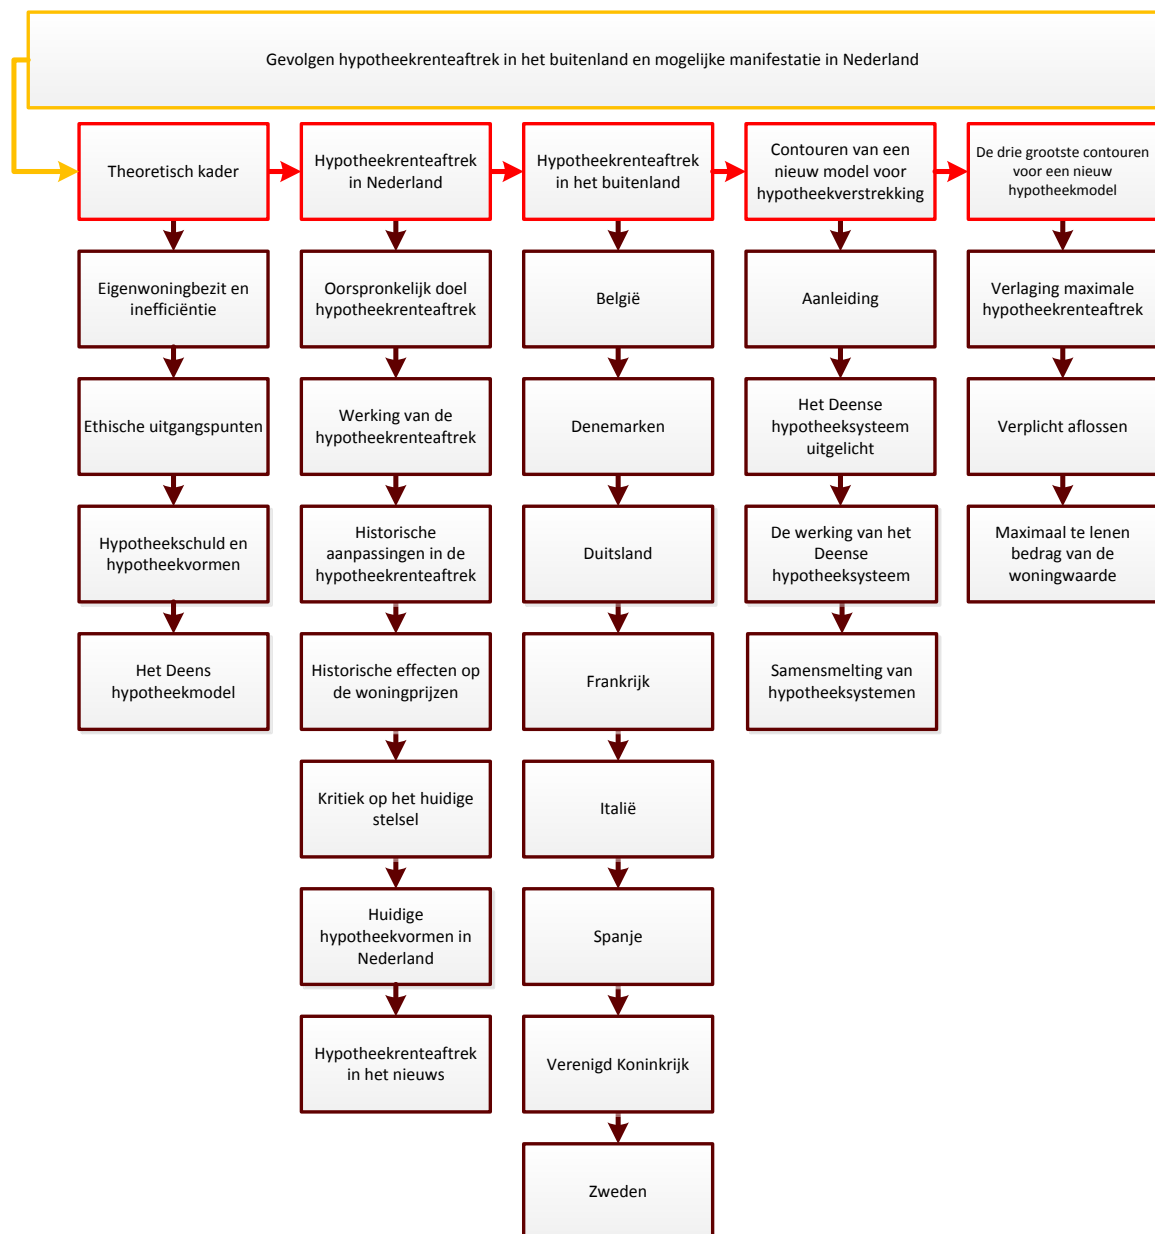 Gevolgen hypotheekrenteaftrek in het buitenland en mogelijke manifestatie in Nederland
Theoretisch kader
Eigenwoningbezit en
inefficiëntie
Ethische uitgangspunten
Hypotheekschuld en
hypotheekvormen
Het Deens
hypotheekmodel
Hypotheekrenteaftrek
in Nederland
Oorspronkelijk doel
hypotheekrenteaftrek
Werking van de
hypotheekrenteaftrek
Historische
aanpassingen in de
hypotheekrenteaftrek
Historische effecten op
de woningprijzen
Kritiek op het huidige
stelsel
Huidige
hypotheekvormen in
Nederland
Hypotheekrenteaftrek
in het nieuws
Hypotheekrenteaftrek
in het buitenland
België
Denemarken
Duitsland
Frankrijk
Italië
Spanje
Verenigd Koninkrijk
Zweden
Contouren van een
nieuw model voor
hypotheekverstrekking
Aanleiding
Het Deense
hypotheeksysteem
uitgelicht
De werking van het
Deense
hypotheeksysteem
Samensmelting van
hypotheeksystemen
De drie grootste contouren
voor een nieuw
hypotheekmodel
Verlaging maximale
hypotheekrenteaftrek
Verplicht aflossen
Maximaal te lenen
bedrag van de
woningwaarde